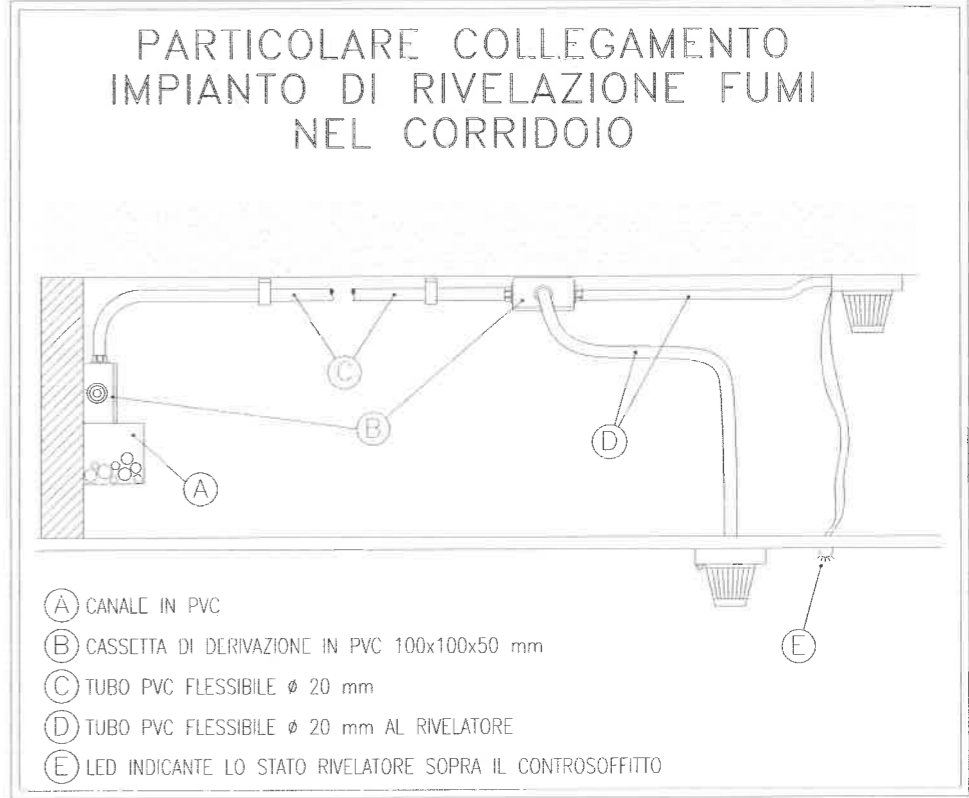 PARTICOLARE COLLEGAMENTO
IMPIANTO DI RIVELAZIONE FUMI
NEL CORRIDOIO
C
B
D
A
E
A CANALE IN PVC
B CASSETTA DI DERIVAZIONE IN PVC 100x100x50 mm
C TUBO PVC FLESSIBILE ø 20 mm
D TUBO PVC FLESSIBILE ø 20 mm AL RIVELATORE
E LED INDICANTE LO STATO RIVELATORE SOPRA IL CONTROSOFFITTO